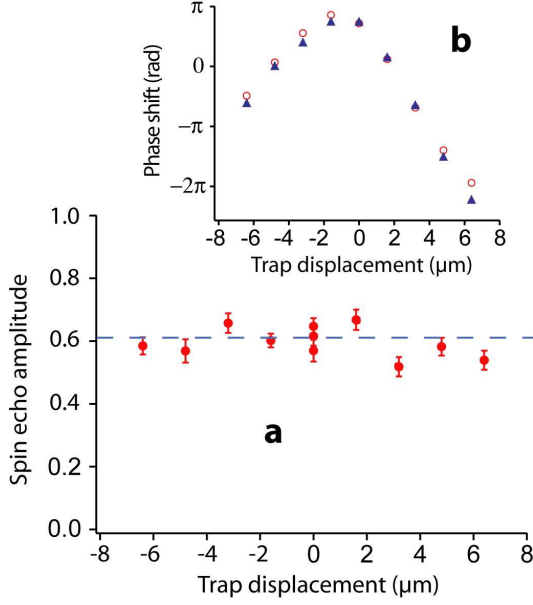 π
0
−π
−2π
Phase shift (rad)
b
-8 -6 -4 -2 0 2 4 6 8
Trap displacement (μm)
1.0
0.8
0.6
0.4
0.2
0.0
Spin echo amplitude
a
-8 -6 -4 -2 0 2 4 6 8
Trap displacement (μm)